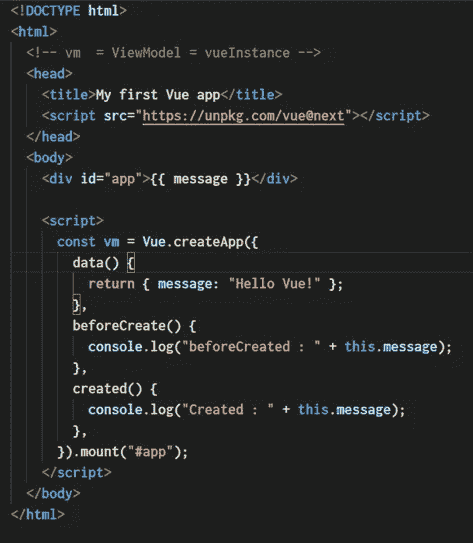 <!DOCTYPE html>
<html>
<!-- vm  = ViewModel = vueInstance -->
<head>
<title>My first Vue app</title>
<script src="https://unpkg.com/vue@next"></script>
</head>
<body>
<div id="app">{{ message }}</div>
<script>
const vm = Vue.createApp({
data() {
return { message: "Hello Vue!" };
},
beforeCreate() {
console.log("beforeCreated : " + this.message);
},
created() {
console.log("Created : " + this.message);
},
}).mount("#app");
</script>
</body>
</html>